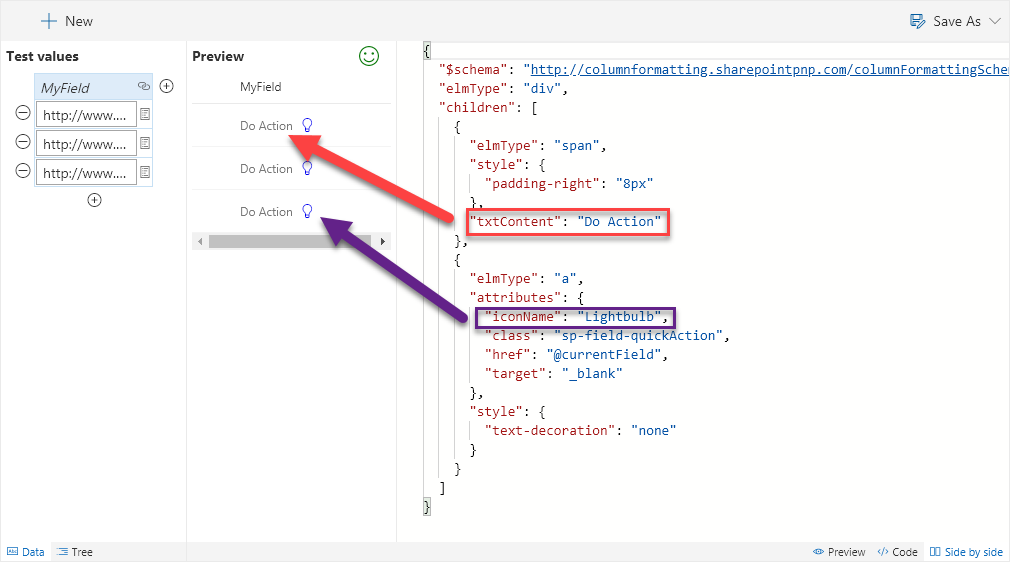 New
Save As
Test values
MyField
http://www....
http://www....
http://www....
Preview
MyField
Do Action
Do Action
Do Action
{
"$schema": "http://columnformatting.sharepointpnp.com/columnFormattingSche
"elmType": "div",
"children": [
{
"elmType": "span",
"style": {
"padding-right": "8px"
},
"txtContent": "Do Action"
},
{
"elmType": "a",
"attributes": {
"iconName": "Lightbulb",
"class": "sp-field-quickAction",
"href": "@currentField",
"target": "_blank"
},
"style": {
"text-decoration": "none"
}
}
]
}
Data
Tree
Preview
Code
Side by side